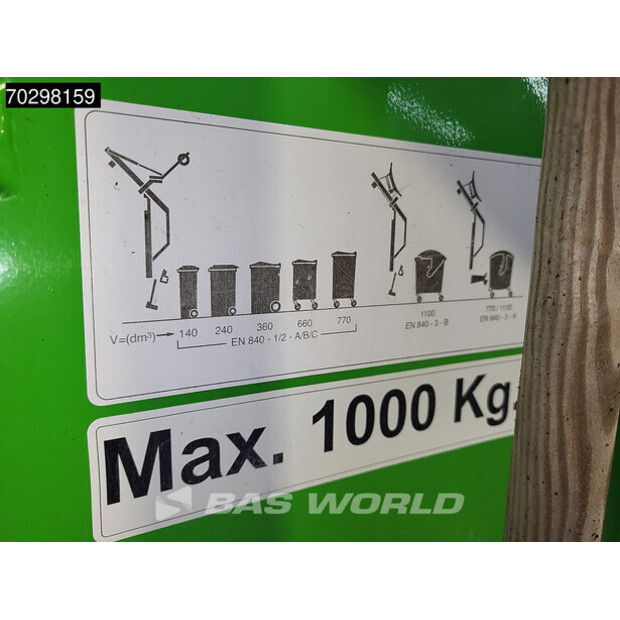 70298159
V=(dm³) 140 240 360 660 770
EN 840 - 1/2 - A/B/C
1100
EN 840 - 3 - B
770 / 1100
EN 840 - 3 - A
Max. 1000 Kg.
BAS WORLD